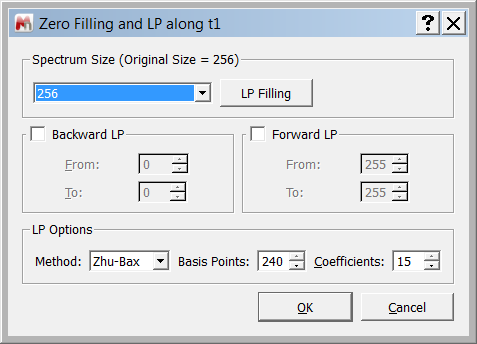 Zero Filling and LP along t1
Spectrum Size (Original Size = 256)
256 LP Filling
Backward LP Forward LP
From: 0 From: 255
To: 0 To: 255
LP Options
Method: Zhu-Bax Basis Points: 240 Coefficients: 15
OK Cancel